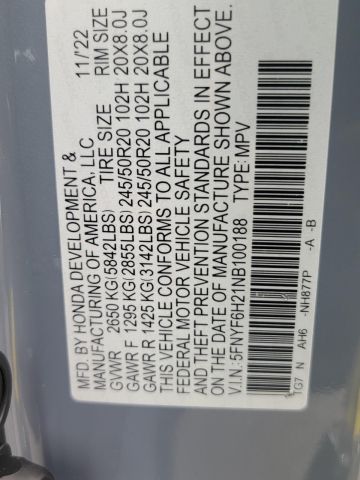 MFD. BY HONDA DEVELOPMENT & 11/22
MANUFACTURING OF AMERICA, LLC
GVWR 2650 KG(5842LBS) TIRE SIZE RIM SIZE
GAWR F 1295 KG(2855LBS) 245/50R20 102H 20X8.0J
GAWR R 1425 KG(3142LBS) 245/50R20 102H 20X8.0J
THIS VEHICLE CONFORMS TO ALL APPLICABLE
FEDERAL MOTOR VEHICLE SAFETY
AND THEFT PREVENTION STANDARDS IN EFFECT
ON THE DATE OF MANUFACTURE SHOWN ABOVE.
V.I.N.: 5FNYF6H21NB100188 TYPE: MPV
TG7 N AH6 -NH877P -A -B